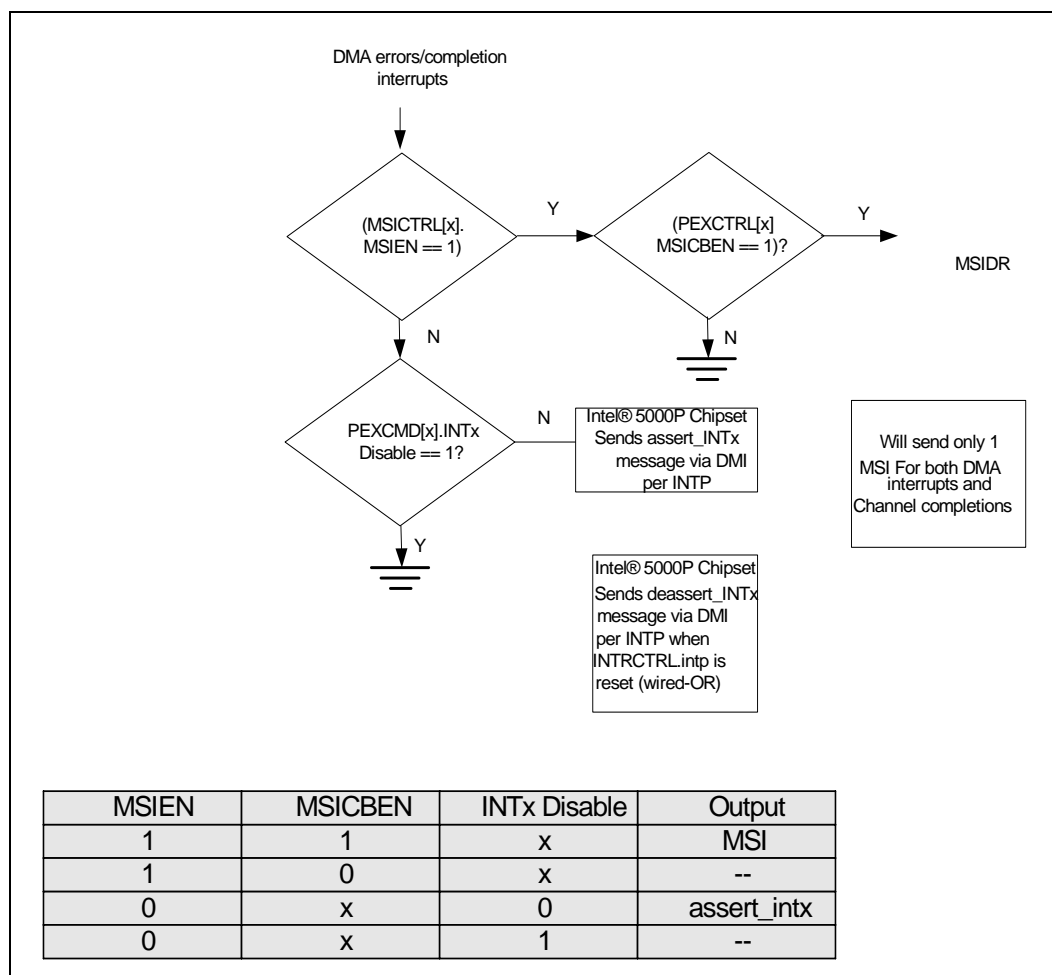 DMA errors/completion
interrupts
(MSICTRL[x].
MSIEN == 1)
Y
(PEXCTRL[x]
MSICBEN == 1)?
Y
MSIDR
N
N
PEXCMD[x].INTx
Disable == 1?
N
Intel® 5000P Chipset
Sends assert_INTx
message via DMI
per INTP
Will send only 1
MSI For both DMA
interrupts and
Channel completions
Y
Intel® 5000P Chipset
Sends deassert_INTx
message via DMI
per INTP when
INTRCTRL.intp is
reset (wired-OR)
MSIEN MSICBEN INTx Disable Output
1 1 x MSI
1 0 x --
0 x 0 assert_intx
0 x 1 --